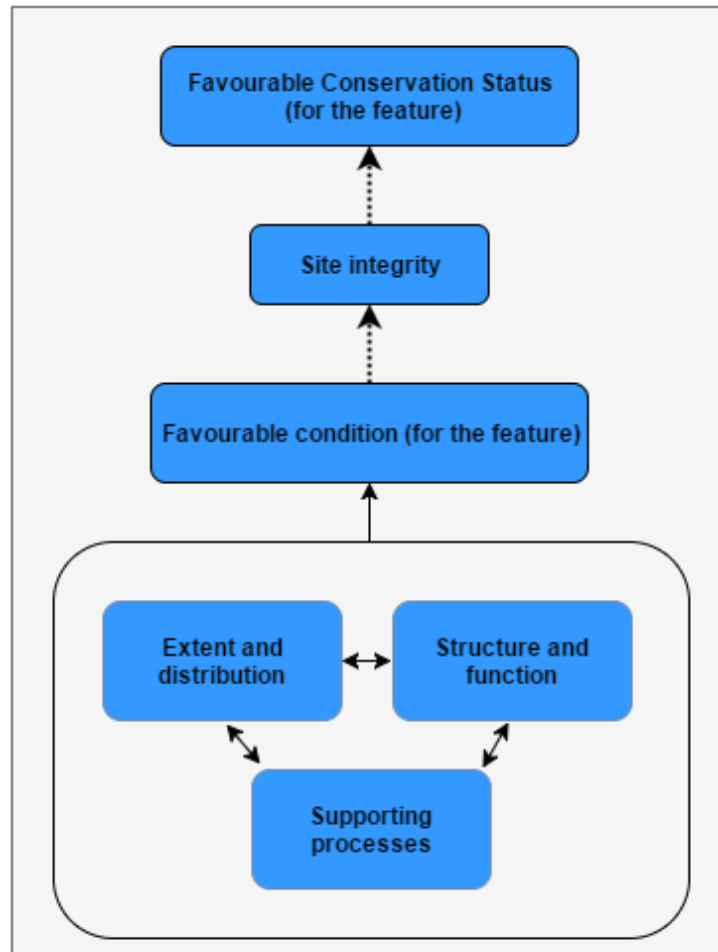 Favourable Conservation Status
(for the feature)
Site integrity
Favourable condition (for the feature)
Extent and
distribution
Structure and
function
Supporting
processes